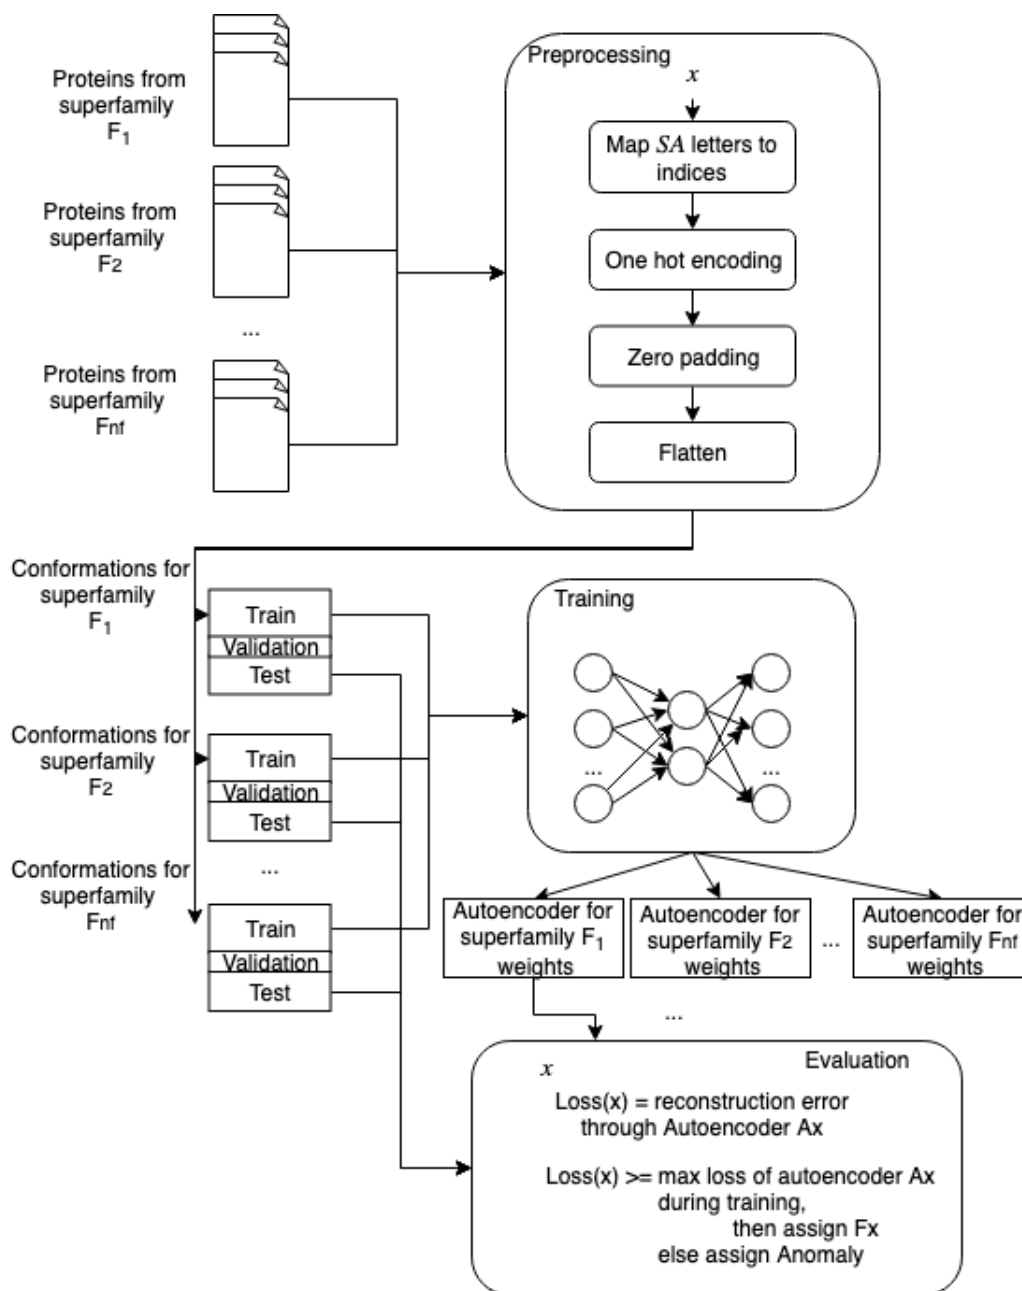 Proteins from
superfamily
F1
Proteins from
superfamily
F2
...
Proteins from
superfamily
Fnf
Preprocessing
x
Map SA letters to
indices
One hot encoding
Zero padding
Flatten
Conformations for
superfamily
F1
Train
Validation
Test
Conformations for
superfamily
F2
Train
Validation
Test
...
Conformations for
superfamily
Fnf
Train
Validation
Test
Training
...
...
Autoencoder for
superfamily F1
weights
Autoencoder for
superfamily F2
weights
...
Autoencoder for
superfamily Fnf
weights
...
Evaluation
x
Loss(x) = reconstruction error
through Autoencoder Ax
Loss(x) >= max loss of autoencoder Ax
during training,
then assign Fx
else assign Anomaly